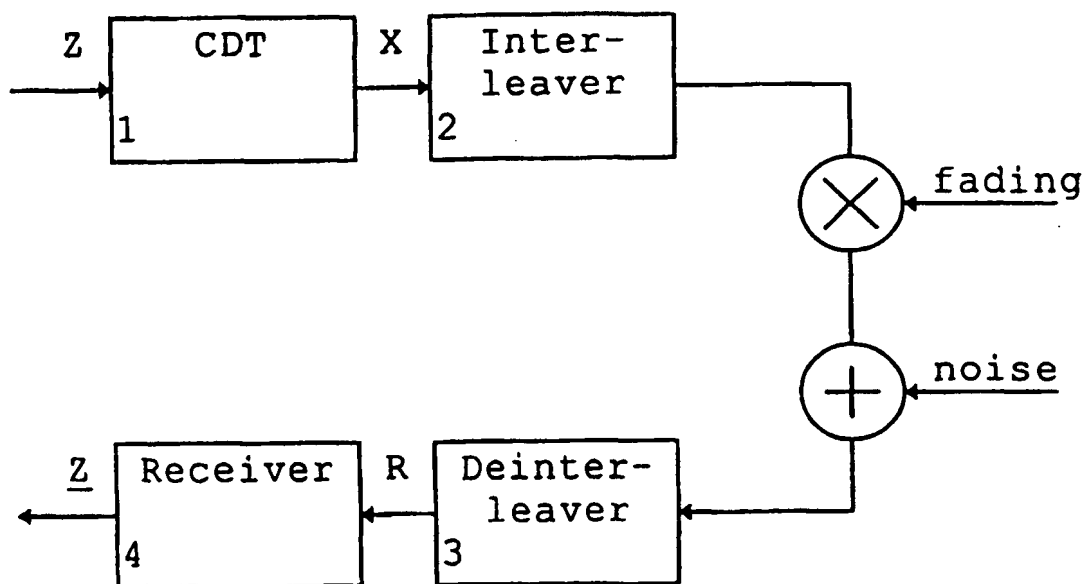 Z
CDT
1
X
Inter-
leaver
2
fading
noise
Z
Receiver
4
R
Deinter-
leaver
3